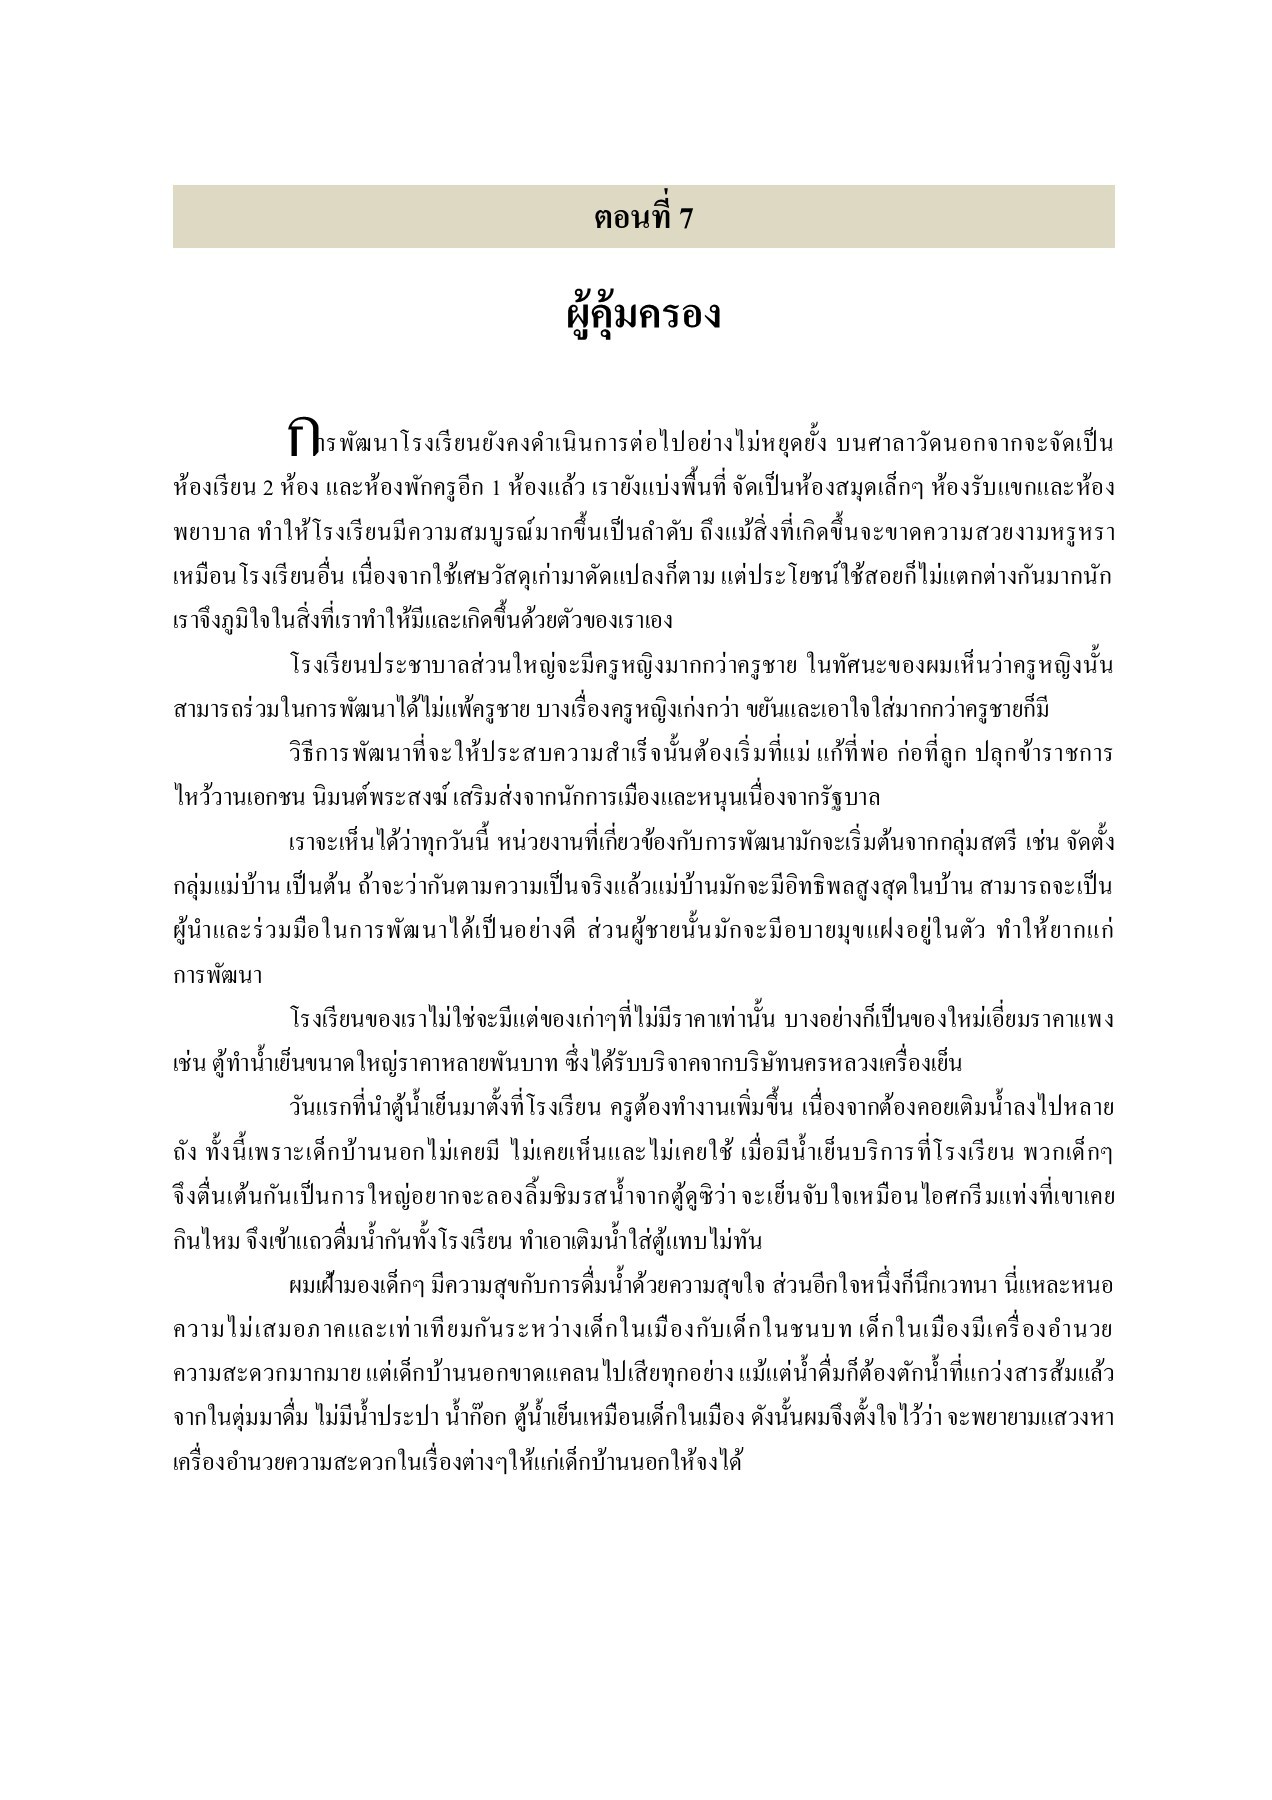 ตอนที่ 7
ผู้คุ้มครอง
การพัฒนาโรงเรียนยังคงดำเนินการต่อไปอย่างไม่หยุดยั้ง บนศาลาวัดนอกจากจะจัดเป็น
ห้องเรียน 2 ห้อง และห้องพักครูอีก 1 ห้องแล้ว เรายังแบ่งพื้นที่ จัดเป็นห้องสมุดเล็กๆ ห้องรับแขกและห้อง
พยาบาล ทำให้โรงเรียนมีความสมบูรณ์มากขึ้นเป็นลำดับ ถึงแม้สิ่งที่เกิดขึ้นจะขาดความสวยงามหรูหรา
เหมือนโรงเรียนอื่น เนื่องจากใช้เศษวัสดุเก่ามาดัดแปลงก็ตาม แต่ประโยชน์ใช้สอยก็ไม่แตกต่างกันมากนัก
เราจึงภูมิใจในสิ่งที่เราทำให้มีและเกิดขึ้นด้วยตัวของเราเอง
โรงเรียนประชาบาลส่วนใหญ่จะมีครูหญิงมากกว่าครูชาย ในทัศนะของผมเห็นว่าครูหญิงนั้น
สามารถร่วมในการพัฒนาได้ไม่แพ้ครูชาย บางเรื่องครูหญิงเก่งกว่า ขยันและเอาใจใส่มากกว่าครูชายก็มี
วิธีการพัฒนาที่จะให้ประสบความสำเร็จนั้นต้องเริ่มที่แม่ แก้ที่พ่อ ก่อที่ลูก ปลุกข้าราชการ
ไหว้วานเอกชน นิมนต์พระสงฆ์ เสริมส่งจากนักการเมืองและหนุนเนื่องจากรัฐบาล
เราจะเห็นได้ว่าทุกวันนี้ หน่วยงานที่เกี่ยวข้องกับการพัฒนามักจะเริ่มต้นจากกลุ่มสตรี เช่น จัดตั้ง
กลุ่มแม่บ้าน เป็นต้น ถ้าจะว่ากันตามความเป็นจริงแล้วแม่บ้านมักจะมีอิทธิพลสูงสุดในบ้าน สามารถจะเป็น
ผู้นำและร่วมมือในการพัฒนาได้เป็นอย่างดี ส่วนผู้ชายนั้นมักจะมีอบายมุขแฝงอยู่ในตัว ทำให้ยากแก่
การพัฒนา
โรงเรียนของเราไม่ใช่จะมีแต่ของเก่าๆที่ไม่มีราคาเท่านั้น บางอย่างก็เป็นของใหม่เอี่ยมราคาแพง
เช่น ตู้ทำน้ำเย็นขนาดใหญ่ราคาหลายพันบาท ซึ่งได้รับบริจาคจากบริษัทนครหลวงเครื่องเย็น
วันแรกที่นำตู้น้ำเย็นมาตั้งที่โรงเรียน ครูต้องทำงานเพิ่มขึ้น เนื่องจากต้องคอยเติมน้ำลงไปหลาย
ถัง ทั้งนี้เพราะเด็กบ้านนอกไม่เคยมี ไม่เคยเห็นและไม่เคยใช้ เมื่อมีน้ำเย็นบริการที่โรงเรียน พวกเด็กๆ
จึงตื่นเต้นกันเป็นการใหญ่อยากจะลองลิ้มชิมรสน้ำจากตู้ดูซิว่า จะเย็นจับใจเหมือนไอศกรีมแท่งที่เขาเคย
กินไหม จึงเข้าแถวดื่มน้ำกันทั้งโรงเรียน ทำเอาเติมน้ำใส่ตู้แทบไม่ทัน
ผมเฝ้ามองเด็กๆ มีความสุขกับการดื่มน้ำด้วยความสุขใจ ส่วนอีกใจหนึ่งก็นึกเวทนา นี่แหละหนอ
ความไม่เสมอภาคและเท่าเทียมกันระหว่างเด็กในเมืองกับเด็กในชนบท เด็กในเมืองมีเครื่องอำนวย
ความสะดวกมากมาย แต่เด็กบ้านนอกขาดแคลนไปเสียทุกอย่าง แม้แต่น้ำดื่มก็ต้องตักน้ำที่แกว่งสารส้มแล้ว
จากในตุ่มมาดื่ม ไม่มีน้ำประปา น้ำก๊อก ตู้น้ำเย็นเหมือนเด็กในเมือง ดังนั้นผมจึงตั้งใจไว้ว่า จะพยายามแสวงหา
เครื่องอำนวยความสะดวกในเรื่องต่างๆให้แก่เด็กบ้านนอกให้จงได้